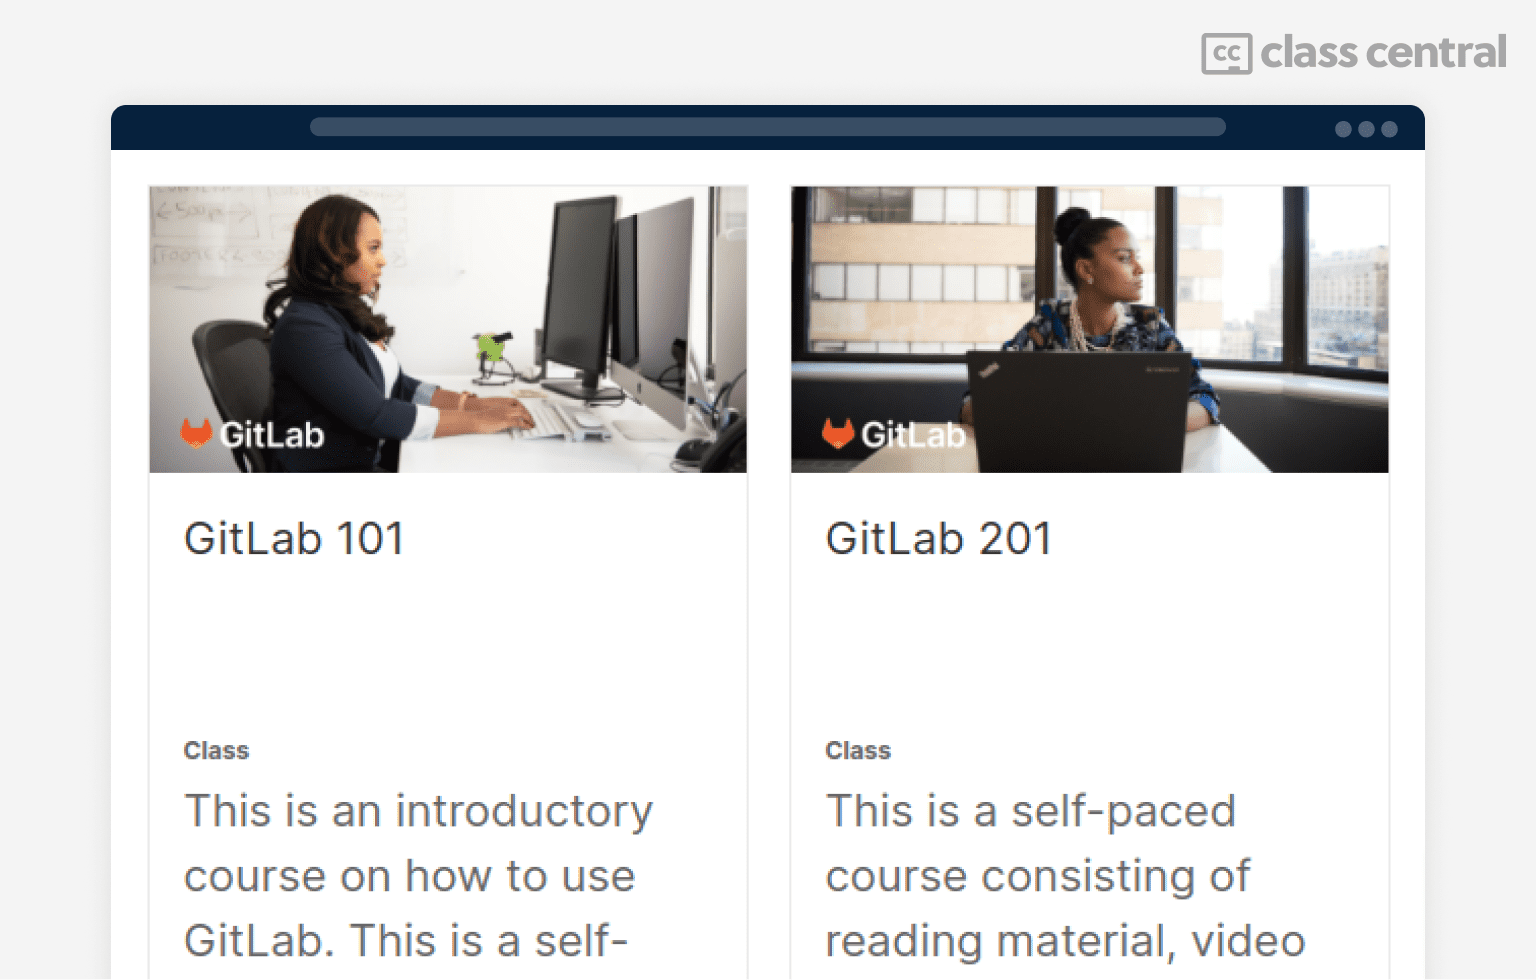 cc class central
GitLab
GitLab 101
Class
This is an introductory
course on how to use
GitLab. This is a self-
GitLab
GitLab 201
Class
This is a self-paced
course consisting of
reading material, video